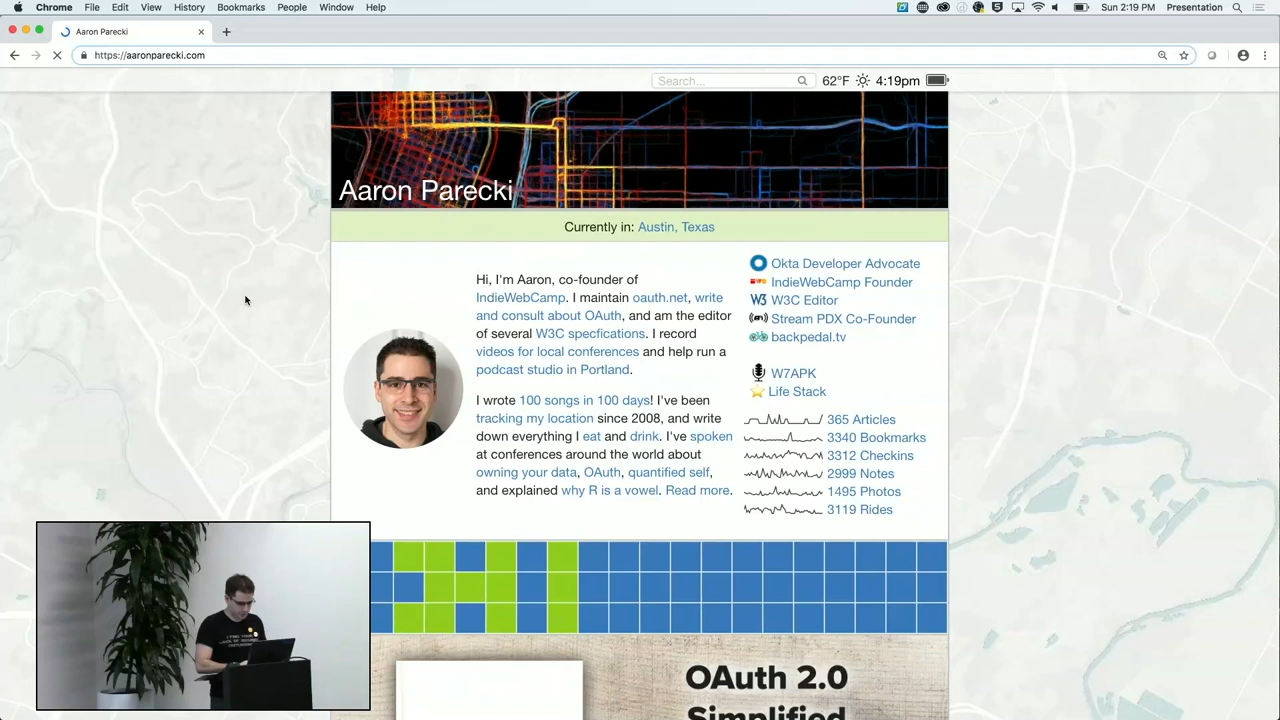 Chrome File Edit View History Bookmarks People Window Help
Sun 2:19 PM Presentation
Aaron Parecki
https://aaronparecki.com
Search...
62°F 4:19pm
Aaron Parecki
Currently in: Austin, Texas
Hi, I'm Aaron, co-founder of
IndieWebCamp. I maintain oauth.net, write
and consult about OAuth, and am the editor
of several W3C specfications. I record
videos for local conferences and help run a
podcast studio in Portland.
I wrote 100 songs in 100 days! I've been
tracking my location since 2008, and write
down everything I eat and drink. I've spoken
at conferences around the world about
owning your data, OAuth, quantified self,
and explained why R is a vowel. Read more.
Okta Developer Advocate
IndieWebCamp Founder
W3 W3C Editor
Stream PDX Co-Founder
backpedal.tv
W7APK
Life Stack
365 Articles
3340 Bookmarks
3312 Checkins
2999 Notes
1495 Photos
3119 Rides
OAuth 2.0
Simplified